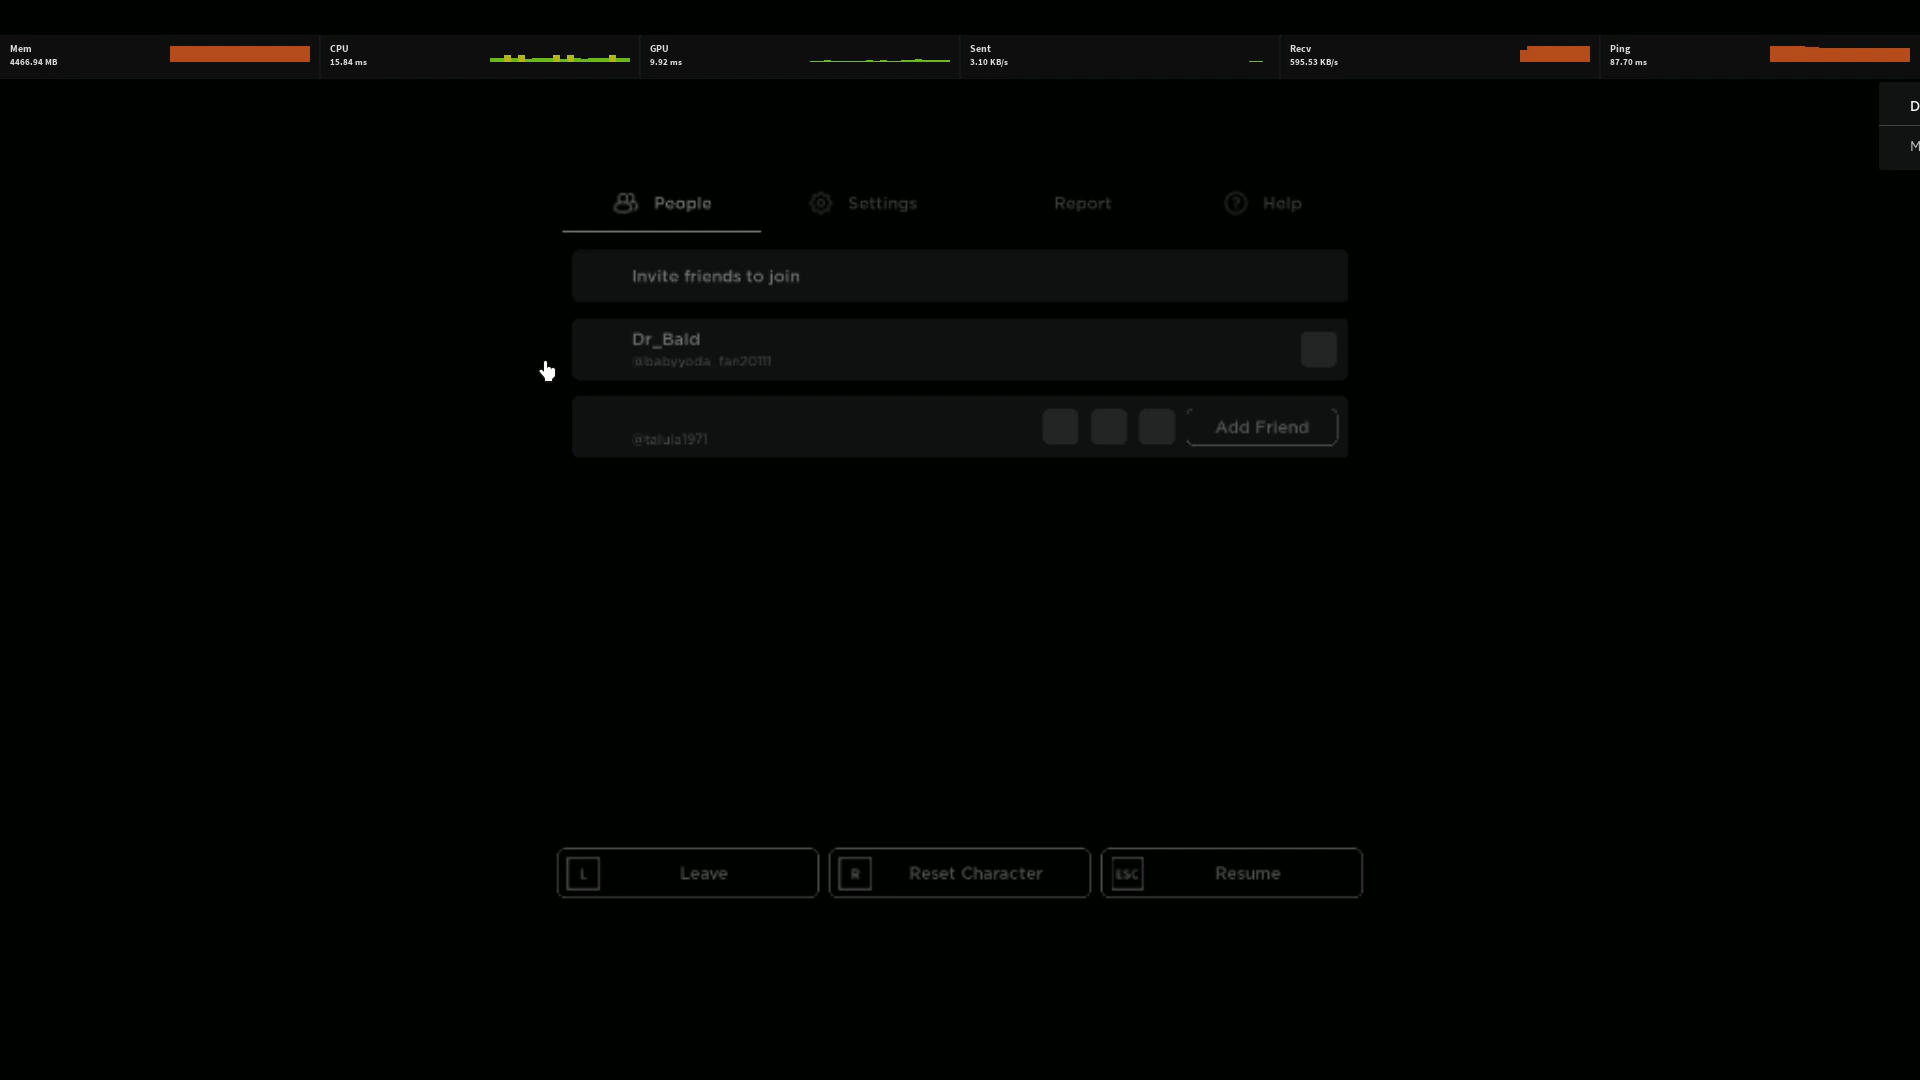 Mem
4466.94 MB
CPU
15.84 ms
GPU
9.92 ms
Sent
3.10 KB/s
Recv
595.53 KB/s
Ping
87.70 ms
D
M
People
Settings
Report
Help
Invite friends to join
Dr_Bald
@babyyoda_fan20111
@talula1971
Add Friend
L
Leave
R
Reset Character
ESC
Resume